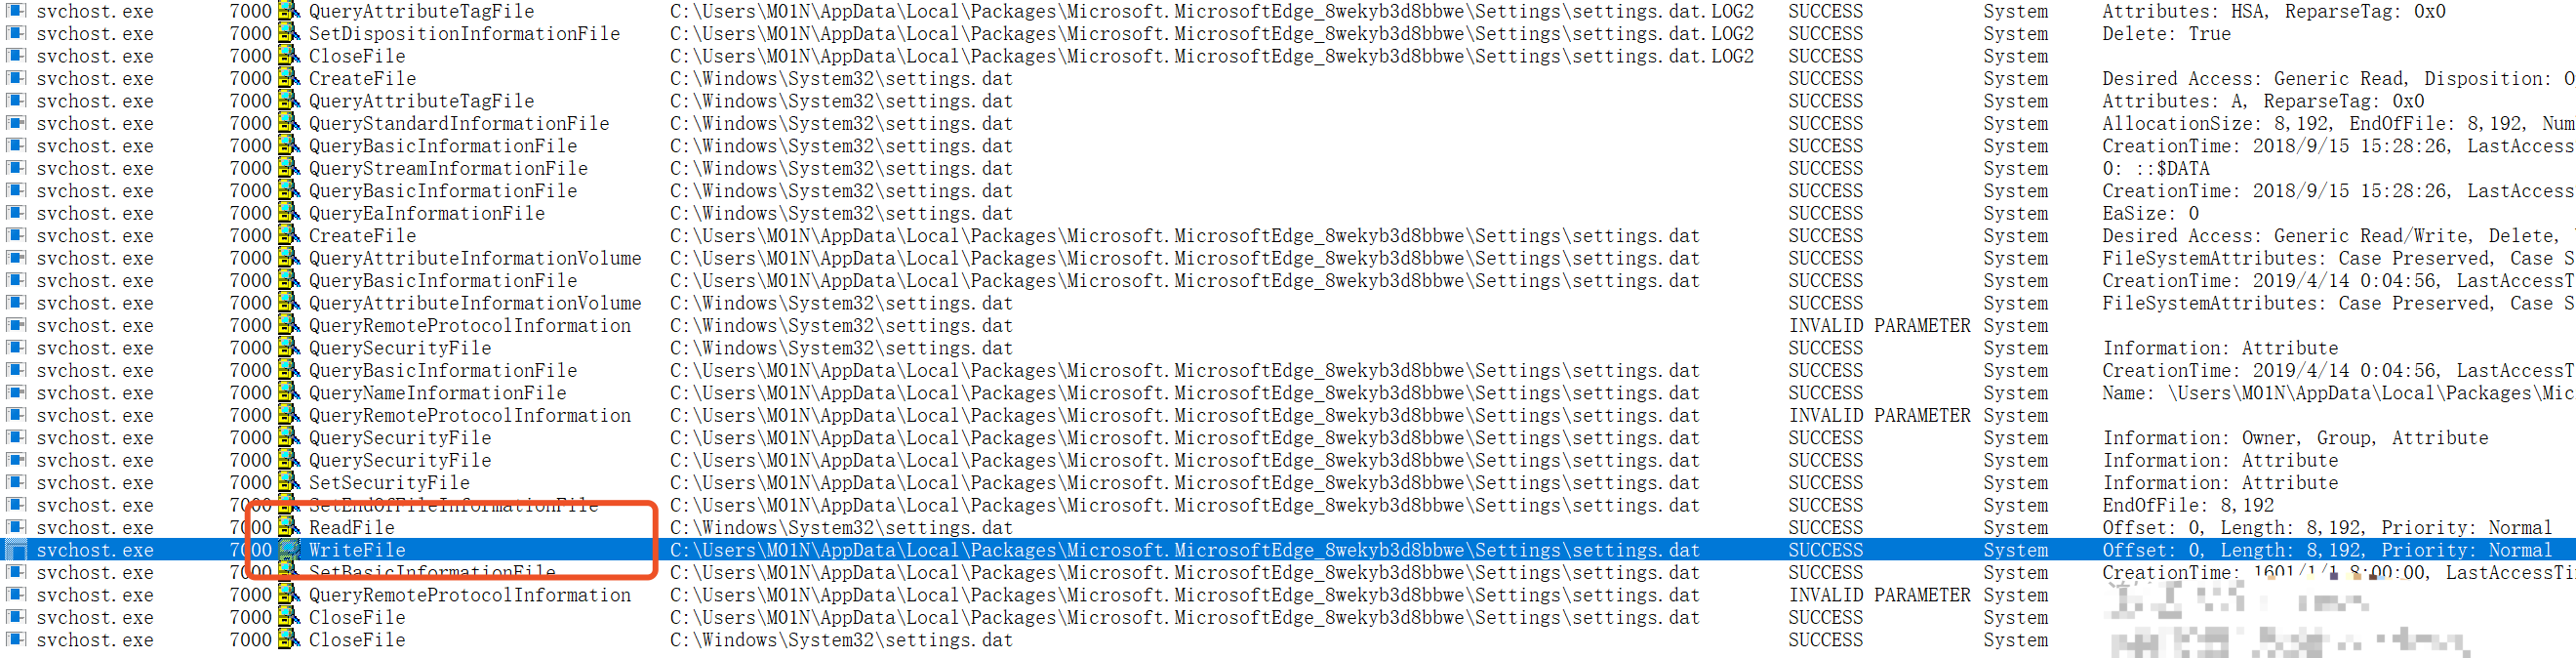 svchost.exe 7000 QueryAttributeTagFile C:\Users\M01N\AppData\Local\Packages\Microsoft.MicrosoftEdge_8wekyb3d8bbwe\Settings\settings.dat.LOG2 SUCCESS System Attributes: HSA, ReparseTag: 0x0
svchost.exe 7000 SetDispositionInformationFile C:\Users\M01N\AppData\Local\Packages\Microsoft.MicrosoftEdge_8wekyb3d8bbwe\Settings\settings.dat.LOG2 SUCCESS System Delete: True
svchost.exe 7000 CloseFile C:\Users\M01N\AppData\Local\Packages\Microsoft.MicrosoftEdge_8wekyb3d8bbwe\Settings\settings.dat.LOG2 SUCCESS System
svchost.exe 7000 CreateFile C:\Windows\System32\settings.dat SUCCESS System Desired Access: Generic Read, Disposition: O
svchost.exe 7000 QueryAttributeTagFile C:\Windows\System32\settings.dat SUCCESS System Attributes: A, ReparseTag: 0x0
svchost.exe 7000 QueryStandardInformationFile C:\Windows\System32\settings.dat SUCCESS System AllocationSize: 8,192, EndOfFile: 8,192, Num
svchost.exe 7000 QueryBasicInformationFile C:\Windows\System32\settings.dat SUCCESS System CreationTime: 2018/9/15 15:28:26, LastAccess
svchost.exe 7000 QueryStreamInformationFile C:\Windows\System32\settings.dat SUCCESS System 0: ::$DATA
svchost.exe 7000 QueryBasicInformationFile C:\Windows\System32\settings.dat SUCCESS System CreationTime: 2018/9/15 15:28:26, LastAccess
svchost.exe 7000 QueryEaInformationFile C:\Windows\System32\settings.dat SUCCESS System EaSize: 0
svchost.exe 7000 CreateFile C:\Users\M01N\AppData\Local\Packages\Microsoft.MicrosoftEdge_8wekyb3d8bbwe\Settings\settings.dat SUCCESS System Desired Access: Generic Read/Write, Delete,
svchost.exe 7000 QueryAttributeInformationVolume C:\Users\M01N\AppData\Local\Packages\Microsoft.MicrosoftEdge_8wekyb3d8bbwe\Settings\settings.dat SUCCESS System FileSystemAttributes: Case Preserved, Case S
svchost.exe 7000 QueryBasicInformationFile C:\Users\M01N\AppData\Local\Packages\Microsoft.MicrosoftEdge_8wekyb3d8bbwe\Settings\settings.dat SUCCESS System CreationTime: 2019/4/14 0:04:56, LastAccessT
svchost.exe 7000 QueryAttributeInformationVolume C:\Windows\System32\settings.dat SUCCESS System FileSystemAttributes: Case Preserved, Case S
svchost.exe 7000 QueryRemoteProtocolInformation C:\Windows\System32\settings.dat INVALID PARAMETER System
svchost.exe 7000 QuerySecurityFile C:\Windows\System32\settings.dat SUCCESS System Information: Attribute
svchost.exe 7000 QueryBasicInformationFile C:\Users\M01N\AppData\Local\Packages\Microsoft.MicrosoftEdge_8wekyb3d8bbwe\Settings\settings.dat SUCCESS System CreationTime: 2019/4/14 0:04:56, LastAccessT
svchost.exe 7000 QueryNameInformationFile C:\Users\M01N\AppData\Local\Packages\Microsoft.MicrosoftEdge_8wekyb3d8bbwe\Settings\settings.dat SUCCESS System Name: \Users\M01N\AppData\Local\Packages\Mic
svchost.exe 7000 QueryRemoteProtocolInformation C:\Users\M01N\AppData\Local\Packages\Microsoft.MicrosoftEdge_8wekyb3d8bbwe\Settings\settings.dat INVALID PARAMETER System
svchost.exe 7000 QuerySecurityFile C:\Users\M01N\AppData\Local\Packages\Microsoft.MicrosoftEdge_8wekyb3d8bbwe\Settings\settings.dat SUCCESS System Information: Owner, Group, Attribute
svchost.exe 7000 QuerySecurityFile C:\Users\M01N\AppData\Local\Packages\Microsoft.MicrosoftEdge_8wekyb3d8bbwe\Settings\settings.dat SUCCESS System Information: Attribute
svchost.exe 7000 SetSecurityFile C:\Users\M01N\AppData\Local\Packages\Microsoft.MicrosoftEdge_8wekyb3d8bbwe\Settings\settings.dat SUCCESS System Information: Attribute
svchost.exe 7000 SetEndOfFileInformationFile C:\Users\M01N\AppData\Local\Packages\Microsoft.MicrosoftEdge_8wekyb3d8bbwe\Settings\settings.dat SUCCESS System EndOfFile: 8,192
svchost.exe 7000 ReadFile C:\Windows\System32\settings.dat SUCCESS System Offset: 0, Length: 8,192, Priority: Normal
svchost.exe 7000 WriteFile C:\Users\M01N\AppData\Local\Packages\Microsoft.MicrosoftEdge_8wekyb3d8bbwe\Settings\settings.dat SUCCESS System Offset: 0, Length: 8,192, Priority: Normal
svchost.exe 7000 SetBasicInformationFile C:\Users\M01N\AppData\Local\Packages\Microsoft.MicrosoftEdge_8wekyb3d8bbwe\Settings\settings.dat SUCCESS System CreationTime: 1601/1/1 8:00:00, LastAccessTi
svchost.exe 7000 QueryRemoteProtocolInformation C:\Users\M01N\AppData\Local\Packages\Microsoft.MicrosoftEdge_8wekyb3d8bbwe\Settings\settings.dat INVALID PARAMETER System
svchost.exe 7000 CloseFile C:\Users\M01N\AppData\Local\Packages\Microsoft.MicrosoftEdge_8wekyb3d8bbwe\Settings\settings.dat SUCCESS System
svchost.exe 7000 CloseFile C:\Windows\System32\settings.dat SUCCESS System